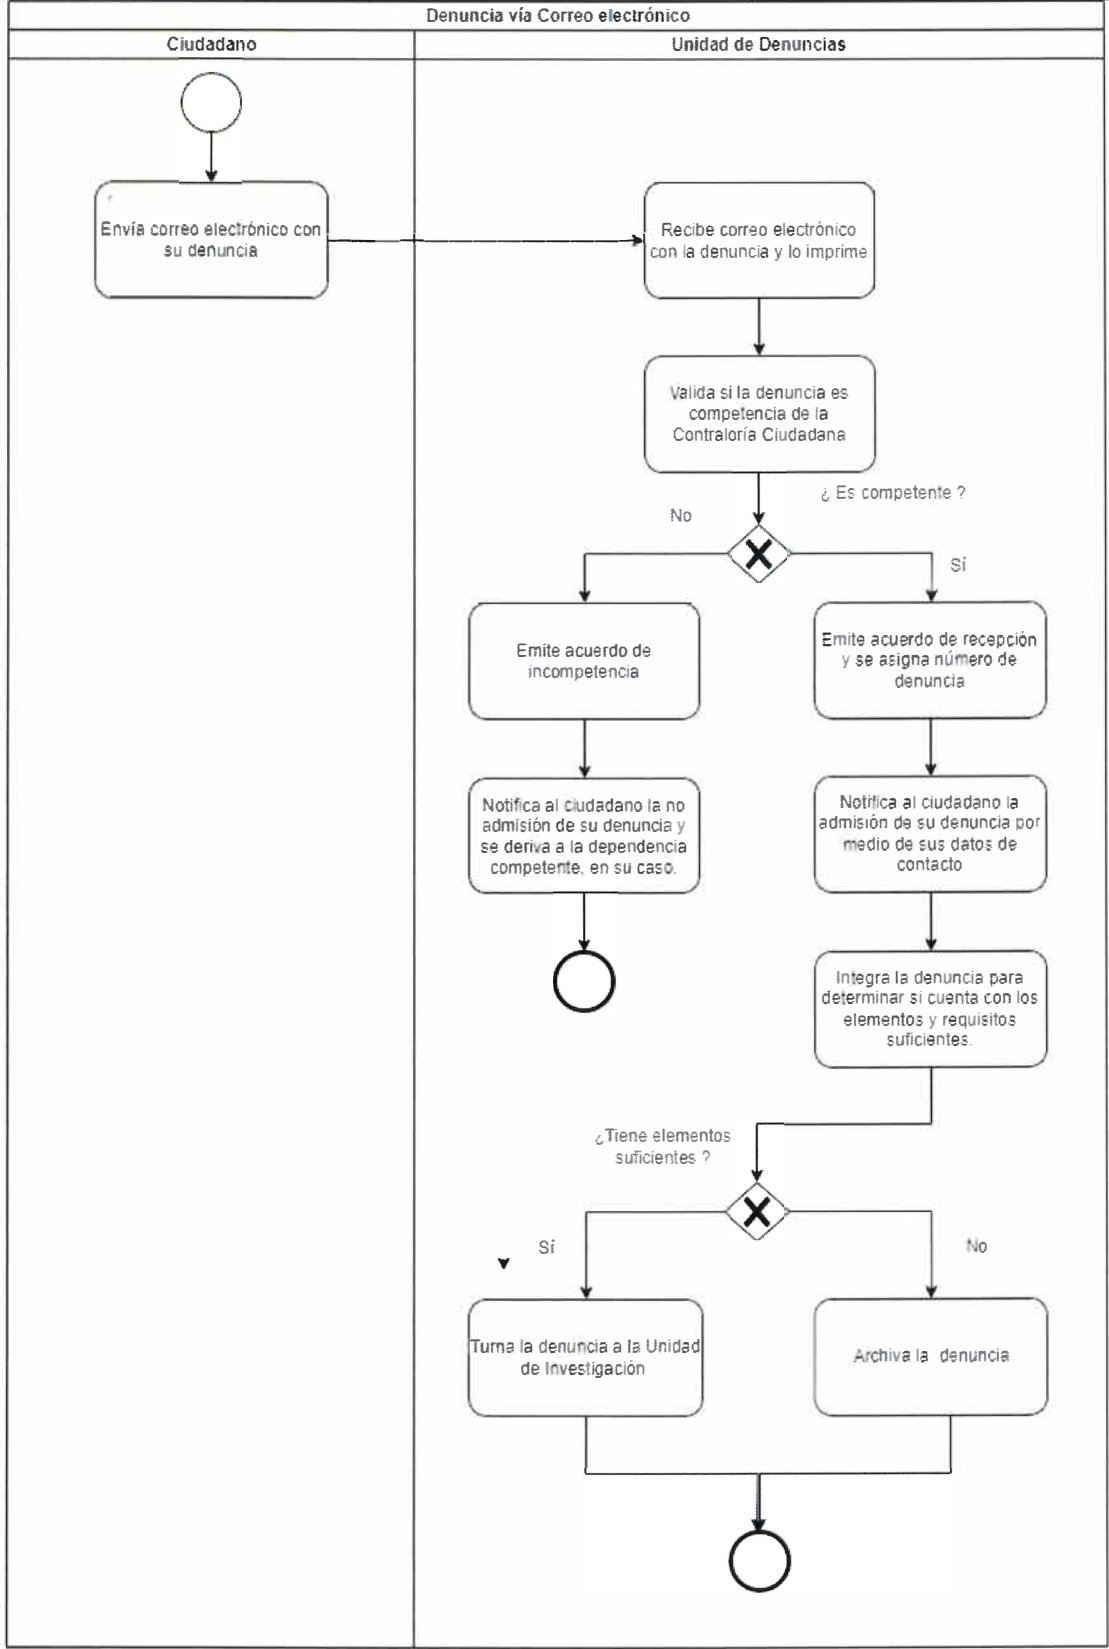 Denuncia vía Correo electrónico
Ciudadano
Unidad de Denuncias
Envía correo electrónico con
su denuncia
Recibe correo electrónico
con la denuncia y lo imprime
Valida si la denuncia es
competencia de la
Contraloría Ciudadana
¿ Es competente ?
No
Sí
Emite acuerdo de
incompetencia
Emite acuerdo de recepción
y se asigna número de
denuncia
Notifica al ciudadano la no
admisión de su denuncia y
se deriva a la dependencia
competente, en su caso.
Notifica al ciudadano la
admisión de su denuncia por
medio de sus datos de
contacto
Integra la denuncia para
determinar si cuenta con los
elementos y requisitos
suficientes.
¿Tiene elementos
suficientes ?
Sí
No
Turna la denuncia a la Unidad
de Investigación
Archiva la denuncia